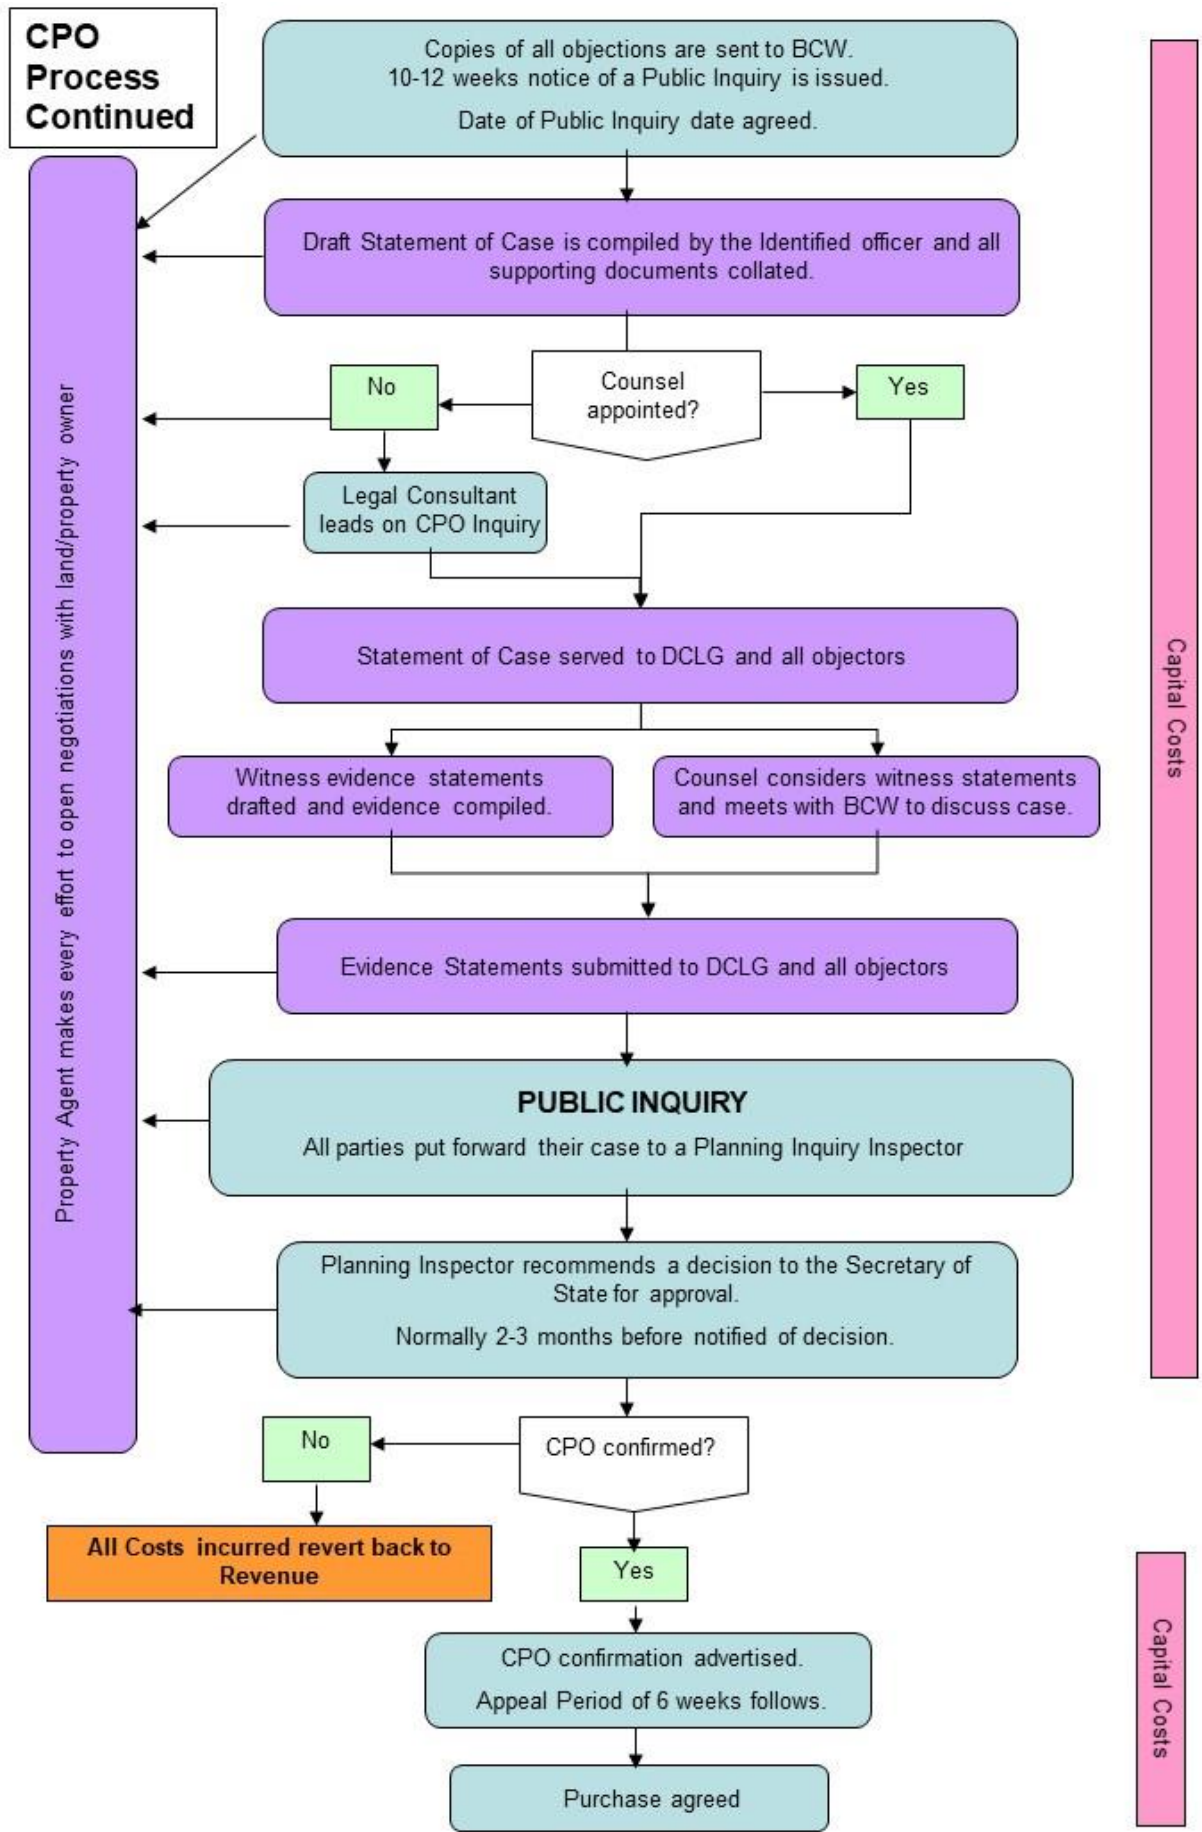 CPO
Process
Continued
Copies of all objections are sent to BCW.
10-12 weeks notice of a Public Inquiry is issued.
Date of Public Inquiry date agreed.
Draft Statement of Case is compiled by the Identified officer and all
supporting documents collated.
No
Counsel
appointed?
Yes
Legal Consultant
leads on CPO Inquiry
Property Agent makes every effort to open negotiations with land/property owner
Capital Costs
Statement of Case served to DCLG and all objectors
Witness evidence statements
drafted and evidence compiled.
Counsel considers witness statements
and meets with BCW to discuss case.
Evidence Statements submitted to DCLG and all objectors
PUBLIC INQUIRY
All parties put forward their case to a Planning Inquiry Inspector
Planning Inspector recommends a decision to the Secretary of
State for approval.
Normally 2-3 months before notified of decision.
No
CPO confirmed?
All Costs incurred revert back to
Revenue
Yes
CPO confirmation advertised.
Appeal Period of 6 weeks follows.
Capital Costs
Purchase agreed